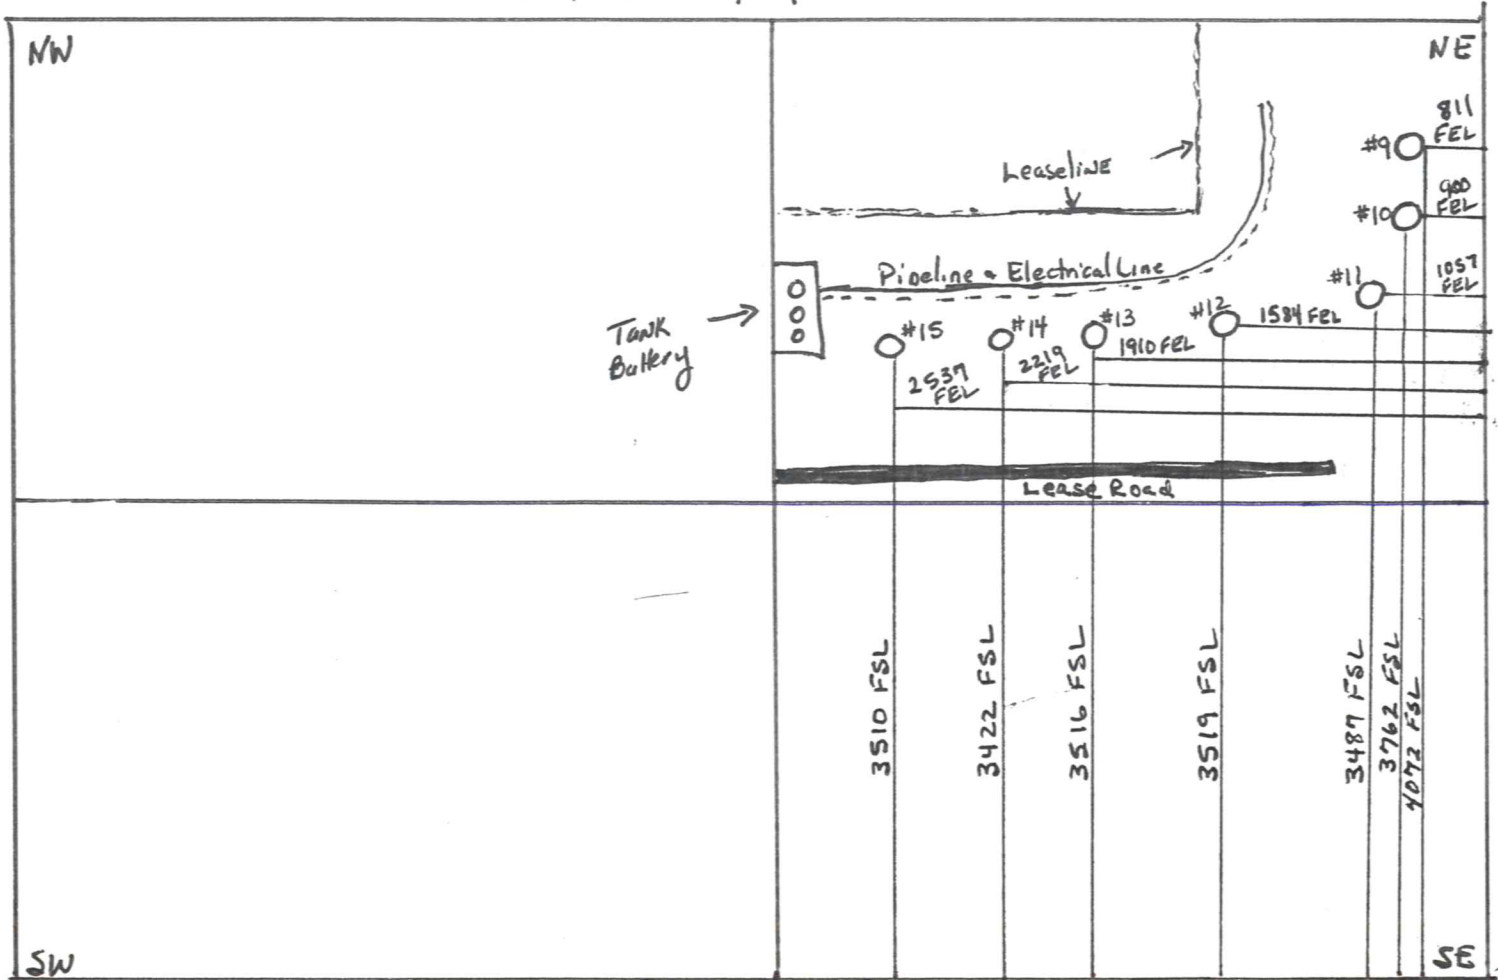 NW
NE
811
FEL
#9
Leaseline
900
FEL
#10
Pipeline & Electrical Line
#11
1057
FEL
#12
1584 FEL
#13
1910 FEL
#14
2219
FEL
#15
2537
FEL
Tank
Battery
Lease Road
3510 FSL
3422 FSL
3516 FSL
3519 FSL
3487 FSL
3762 FSL
4072 FSL
SW
SE